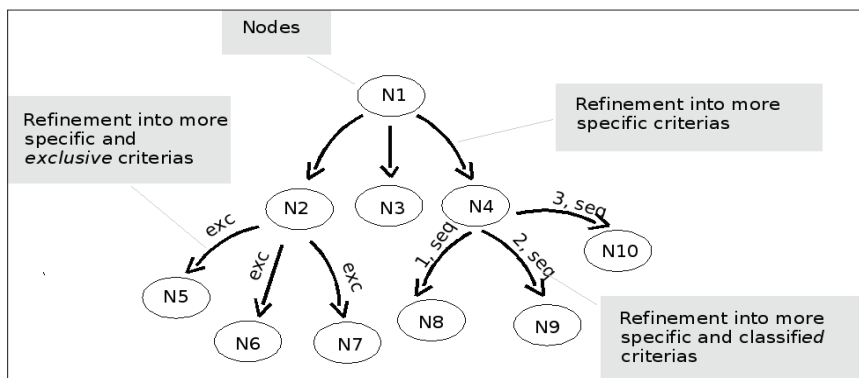 Nodes
N1
Refinement into more
specific criterias
Refinement into more
specific and
exclusive criterias
N2
N3
N4
3, seq
exc
exc
exc
1, seq
2, seq
N10
N5
N6
N7
N8
N9
Refinement into more
specific and classified
criterias